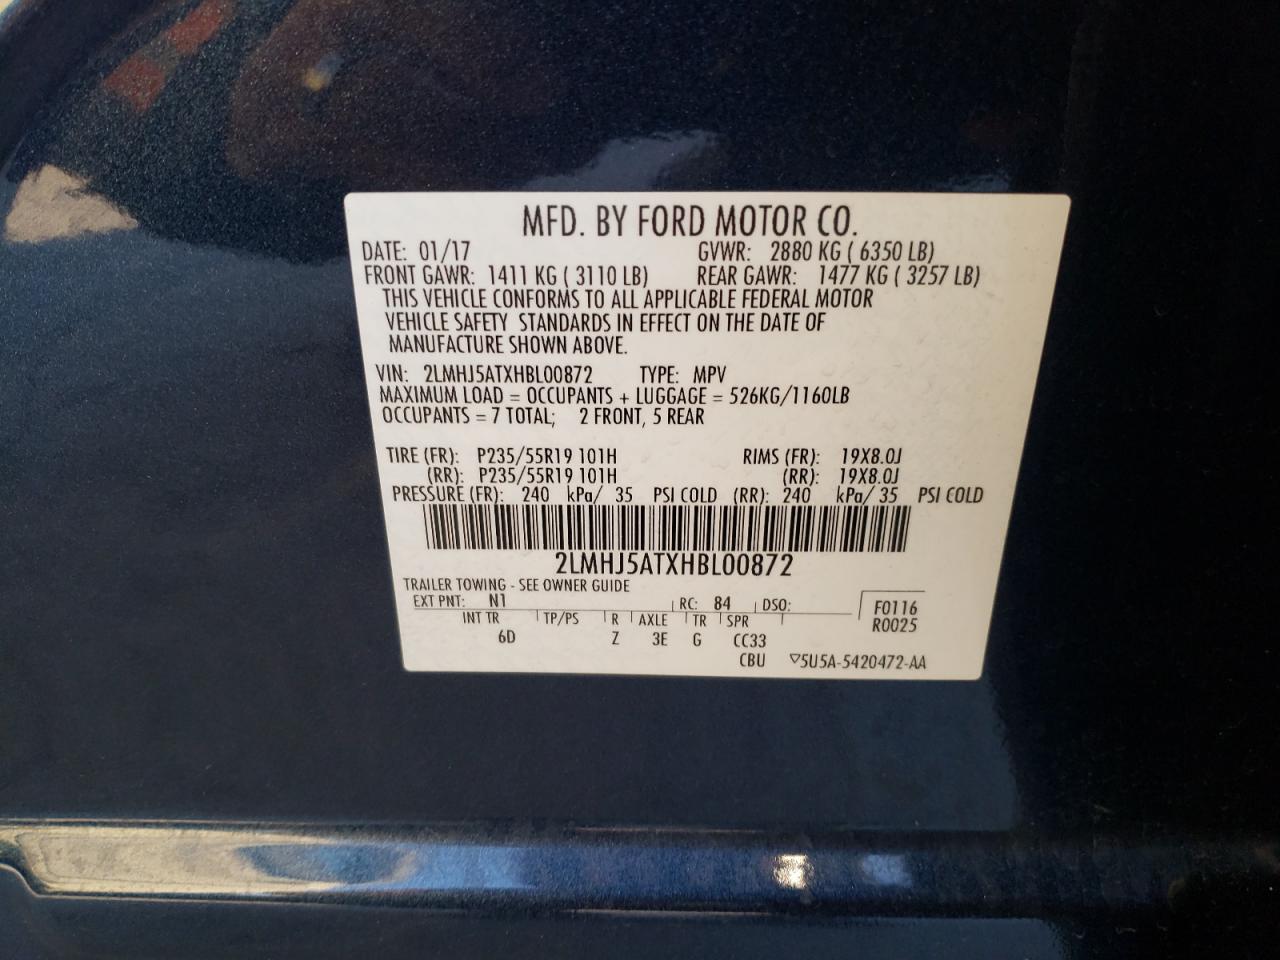 MFD. BY FORD MOTOR CO.
DATE: 01/17 GVWR: 2880 KG ( 6350 LB)
FRONT GAWR: 1411 KG ( 3110 LB) REAR GAWR: 1477 KG ( 3257 LB)
THIS VEHICLE CONFORMS TO ALL APPLICABLE FEDERAL MOTOR
VEHICLE SAFETY STANDARDS IN EFFECT ON THE DATE OF
MANUFACTURE SHOWN ABOVE.
VIN: 2LMHJ5ATXHBL00872 TYPE: MPV
MAXIMUM LOAD = OCCUPANTS + LUGGAGE = 526KG/1160LB
OCCUPANTS = 7 TOTAL; 2 FRONT, 5 REAR
TIRE (FR): P235/55R19 101H RIMS (FR): 19X8.0J
(RR): P235/55R19 101H (RR): 19X8.0J
PRESSURE (FR): 240 kPa/ 35 PSI COLD (RR): 240 kPa/ 35 PSI COLD
2LMHJ5ATXHBL00872
TRAILER TOWING - SEE OWNER GUIDE
EXT PNT: N1 RC: 84 DSO: F0116
INT TR TP/PS R AXLE TR SPR R0025
6D Z 3E G CC33
CBU ▽5U5A-5420472-AA